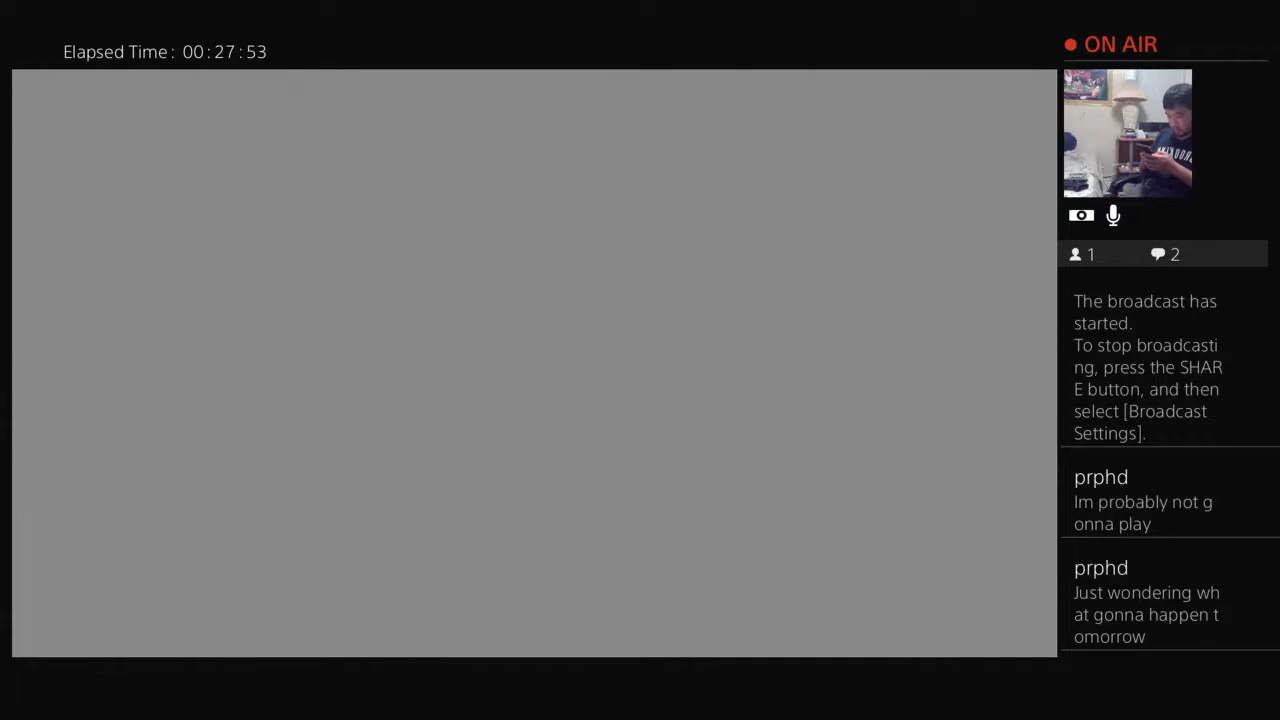 Elapsed Time: 00:27:53
ON AIR
1
2
The broadcast has
started.
To stop broadcasti
ng, press the SHAR
E button, and then
select [Broadcast
Settings].
prphd
Im probably not g
onna play
prphd
Just wondering wh
at gonna happen t
omorrow